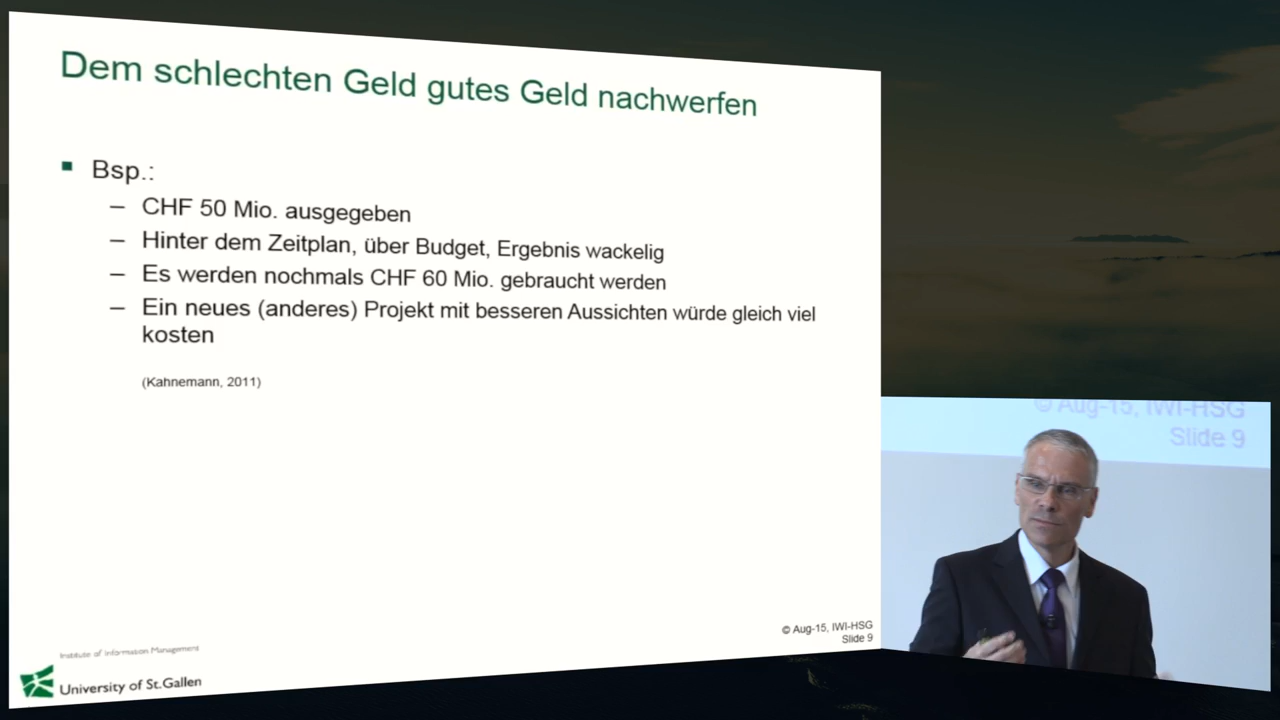 Dem schlechten Geld gutes Geld nachwerfen
▪ Bsp.:
– CHF 50 Mio. ausgegeben
– Hinter dem Zeitplan, über Budget, Ergebnis wackelig
– Es werden nochmals CHF 60 Mio. gebraucht werden
– Ein neues (anderes) Projekt mit besseren Aussichten würde gleich viel
kosten
(Kahnemann, 2011)
© Aug-15, IWI-HSG
Slide 9
Institute of Information Management
University of St.Gallen
© Aug-15, IWI-HSG
Slide 9